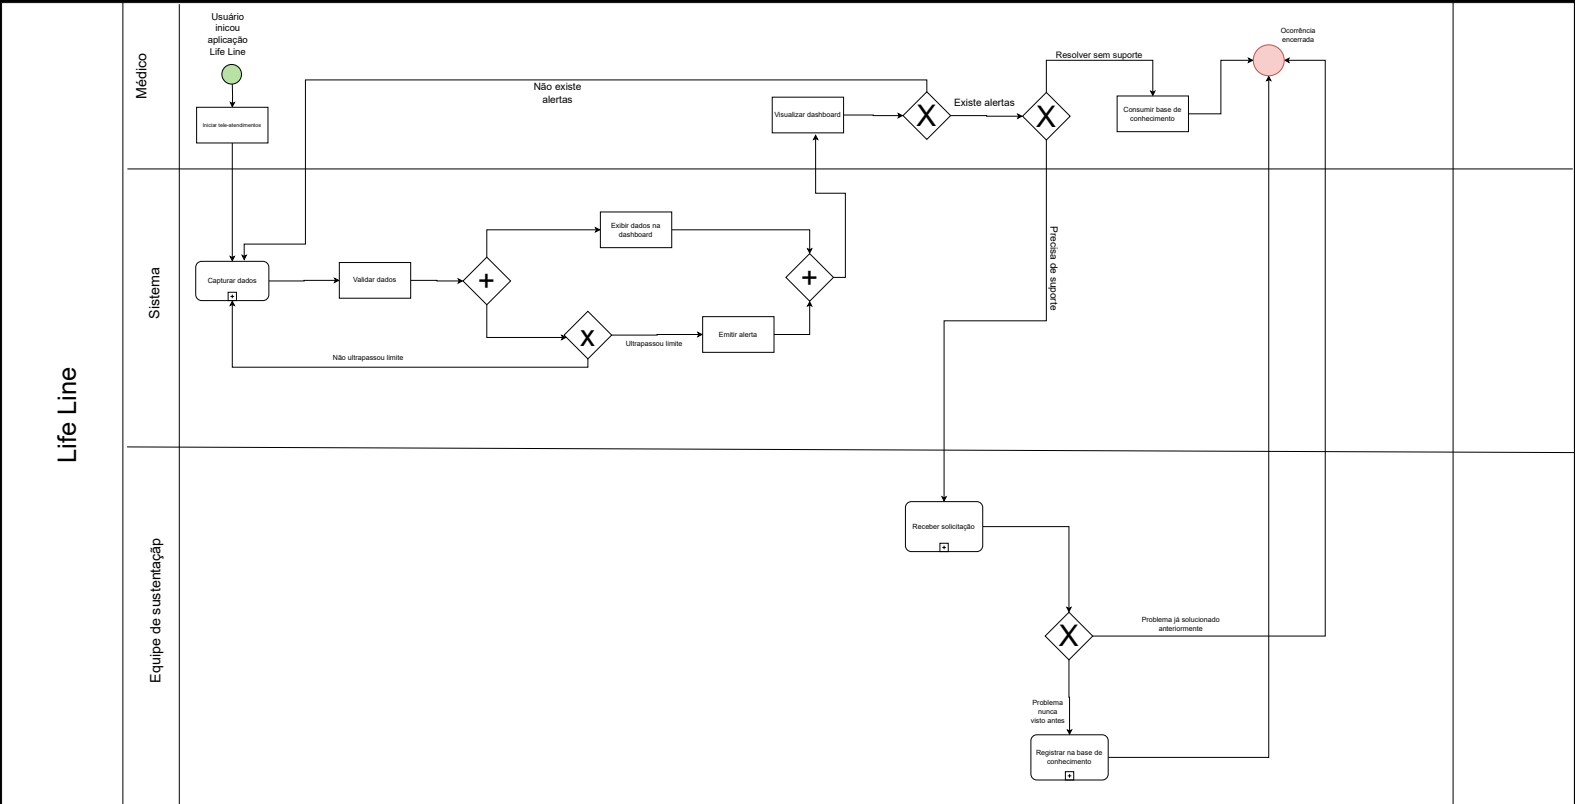 Life Line
Médico
Usuário
inicou
aplicação
Life Line
Iniciar tele-atendimentos
Não existe
alertas
Visualizar dashboard
X
Existe alertas
X
Resolver sem suporte
Consumir base de
conhecimento
Ocorrência
encerrada
Sistema
Capturar dados
Validar dados
Exibir dados na
dashboard
X
Ultrapassou limite
Não ultrapassou limite
Emitir alerta
Precisa de suporte
Equipe de sustentaçãp
Receber solicitação
X
Problema já solucionado
anteriormente
Problema
nunca
visto antes
Registrar na base de
conhecimento